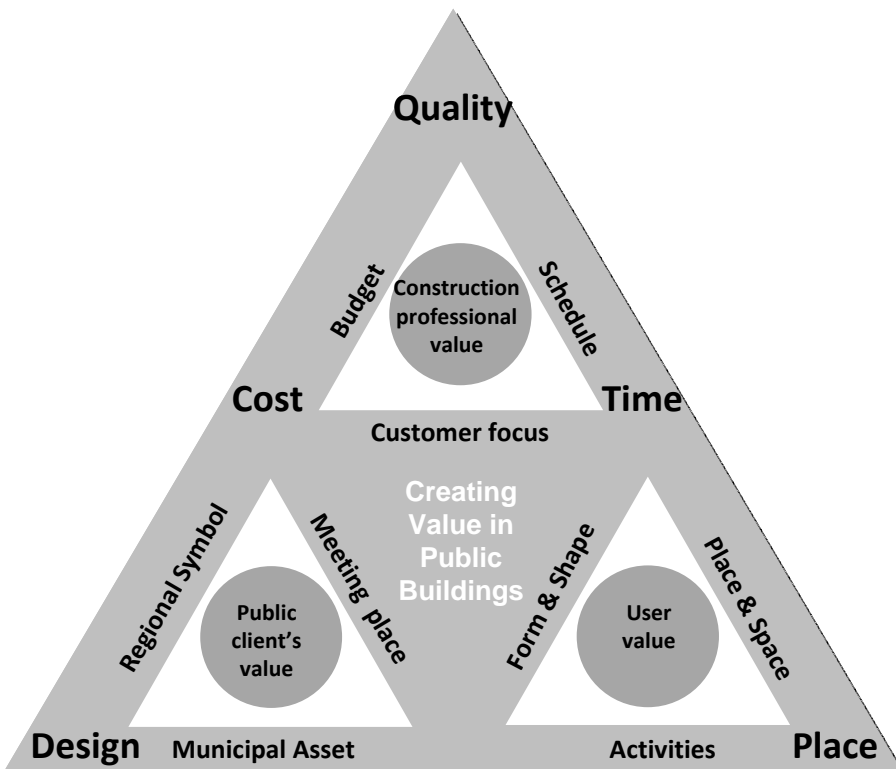 Quality
Budget
Schedule
Construction
professional
value
Cost
Time
Customer focus
Creating
Value in
Public
Buildings
Regional Symbol
Meeting place
Form & Shape
Place & Space
Public
client's
value
User
value
Design
Municipal Asset
Activities
Place